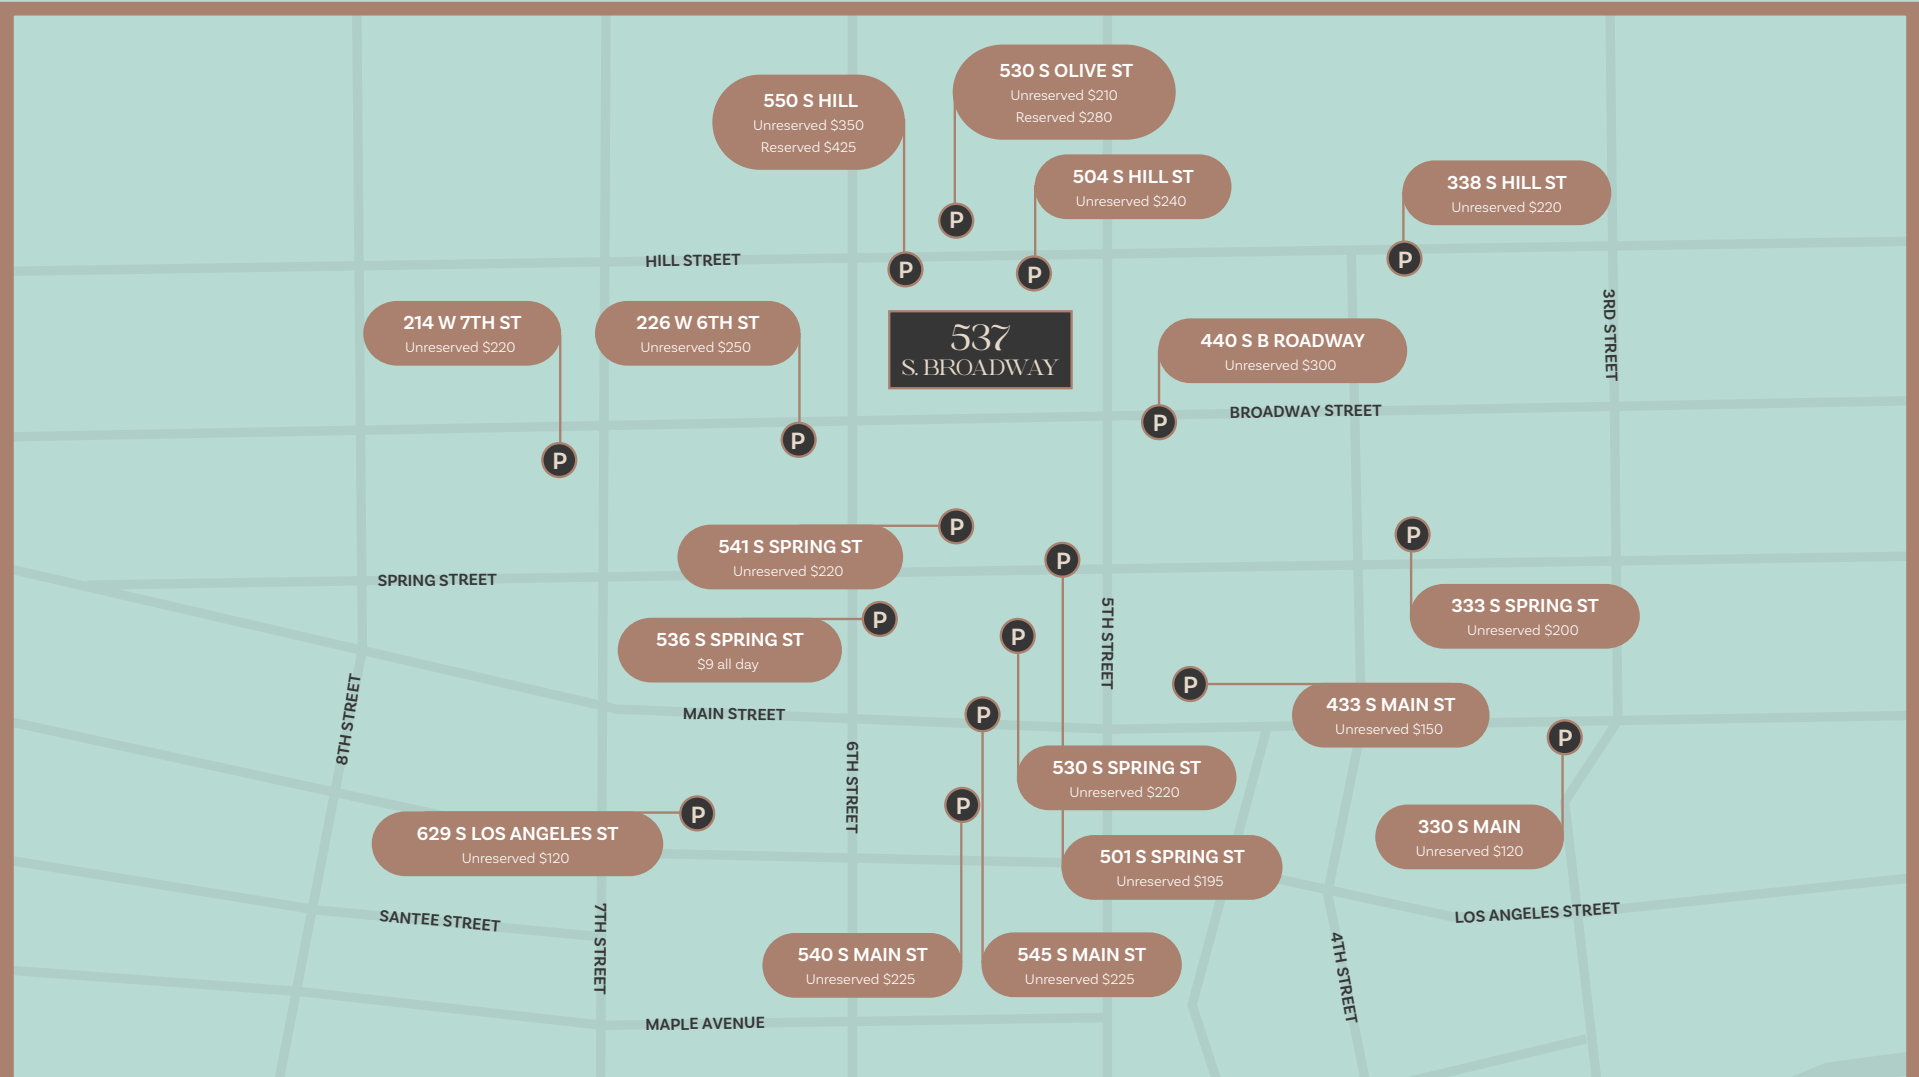 530 S OLIVE ST
Unreserved $210
Reserved $280
550 S HILL
Unreserved $350
Reserved $425
504 S HILL ST
Unreserved $240
338 S HILL ST
Unreserved $220
P
P
P
P
HILL STREET
3RD STREET
214 W 7TH ST
Unreserved $220
226 W 6TH ST
Unreserved $250
537
S. BROADWAY
440 S B ROADWAY
Unreserved $300
BROADWAY STREET
P
P
P
541 S SPRING ST
Unreserved $220
P
P
P
SPRING STREET
5TH STREET
333 S SPRING ST
Unreserved $200
536 S SPRING ST
$9 all day
P
P
8TH STREET
P
433 S MAIN ST
Unreserved $150
MAIN STREET
P
P
6TH STREET
530 S SPRING ST
Unreserved $220
P
P
629 S LOS ANGELES ST
Unreserved $120
330 S MAIN
Unreserved $120
501 S SPRING ST
Unreserved $195
SANTEE STREET
7TH STREET
LOS ANGELES STREET
4TH STREET
540 S MAIN ST
Unreserved $225
545 S MAIN ST
Unreserved $225
MAPLE AVENUE